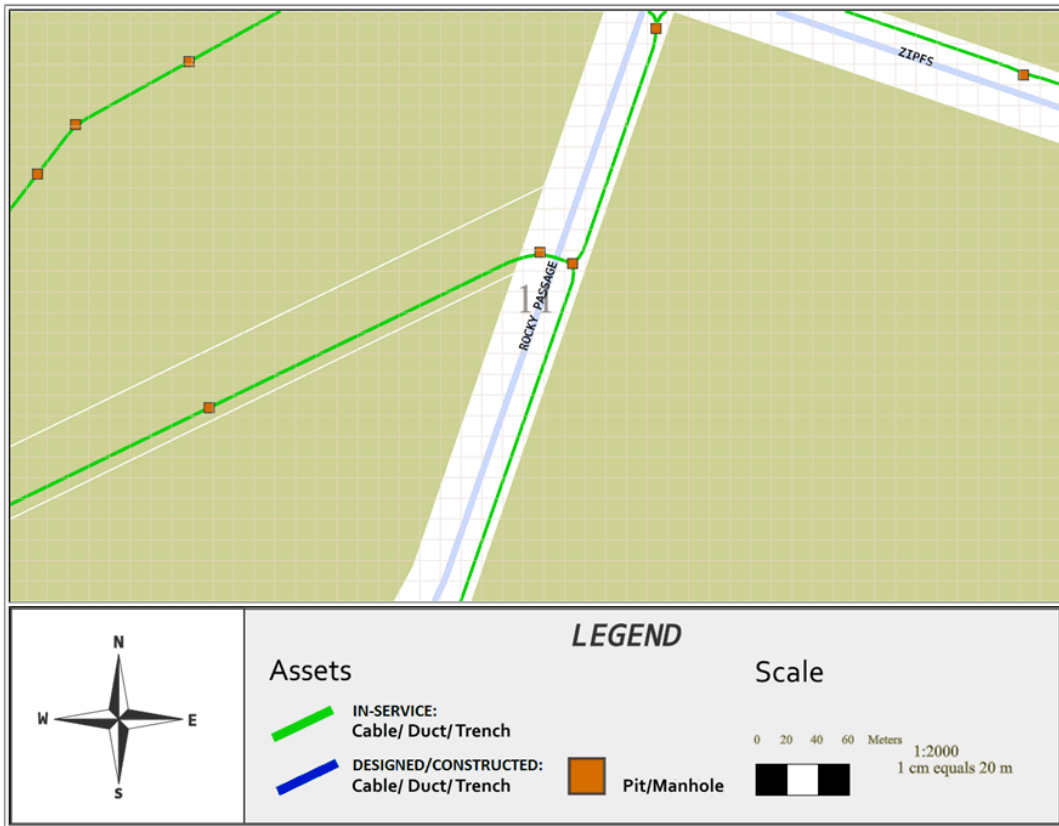 ZIPFS
11
ROCKY PASSAGE
N
W
E
S
LEGEND
Assets
IN-SERVICE:
Cable/ Duct/ Trench
DESIGNED/CONSTRUCTED:
Cable/ Duct/ Trench
Pit/Manhole
Scale
0 20 40 60 Meters
1:2000
1 cm equals 20 m